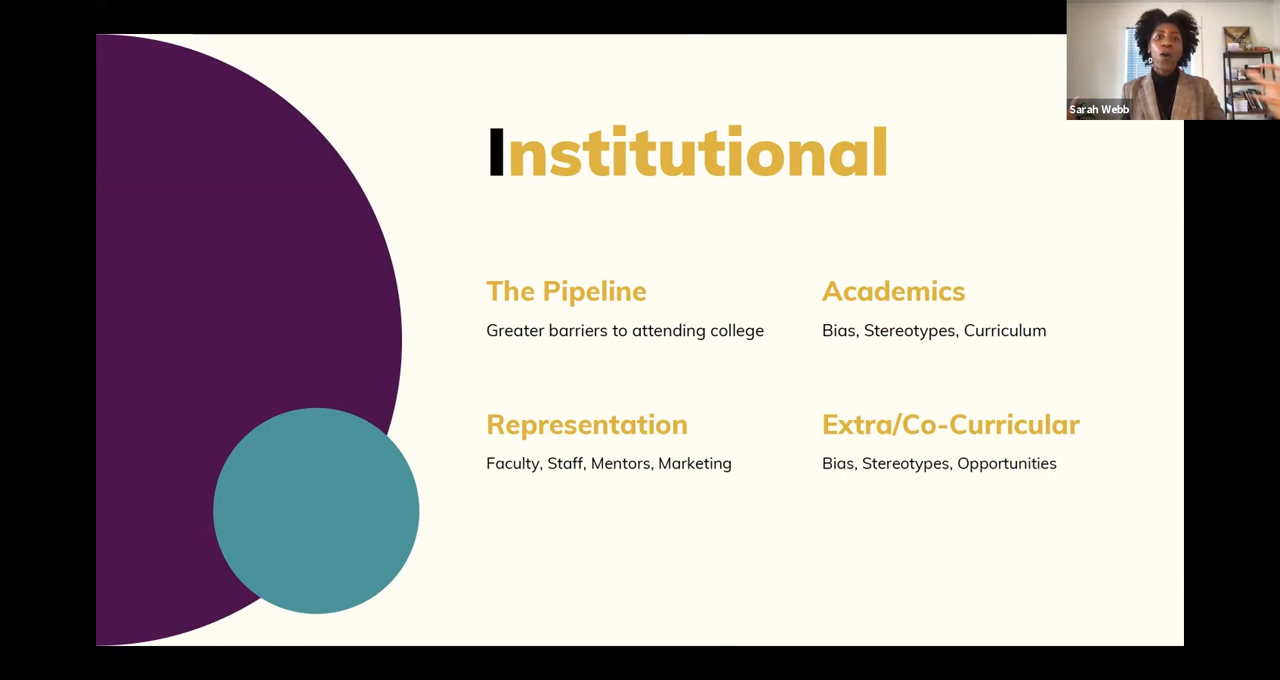 Sarah Webb
Institutional
The Pipeline
Greater barriers to attending college
Academics
Bias, Stereotypes, Curriculum
Representation
Faculty, Staff, Mentors, Marketing
Extra/Co-Curricular
Bias, Stereotypes, Opportunities